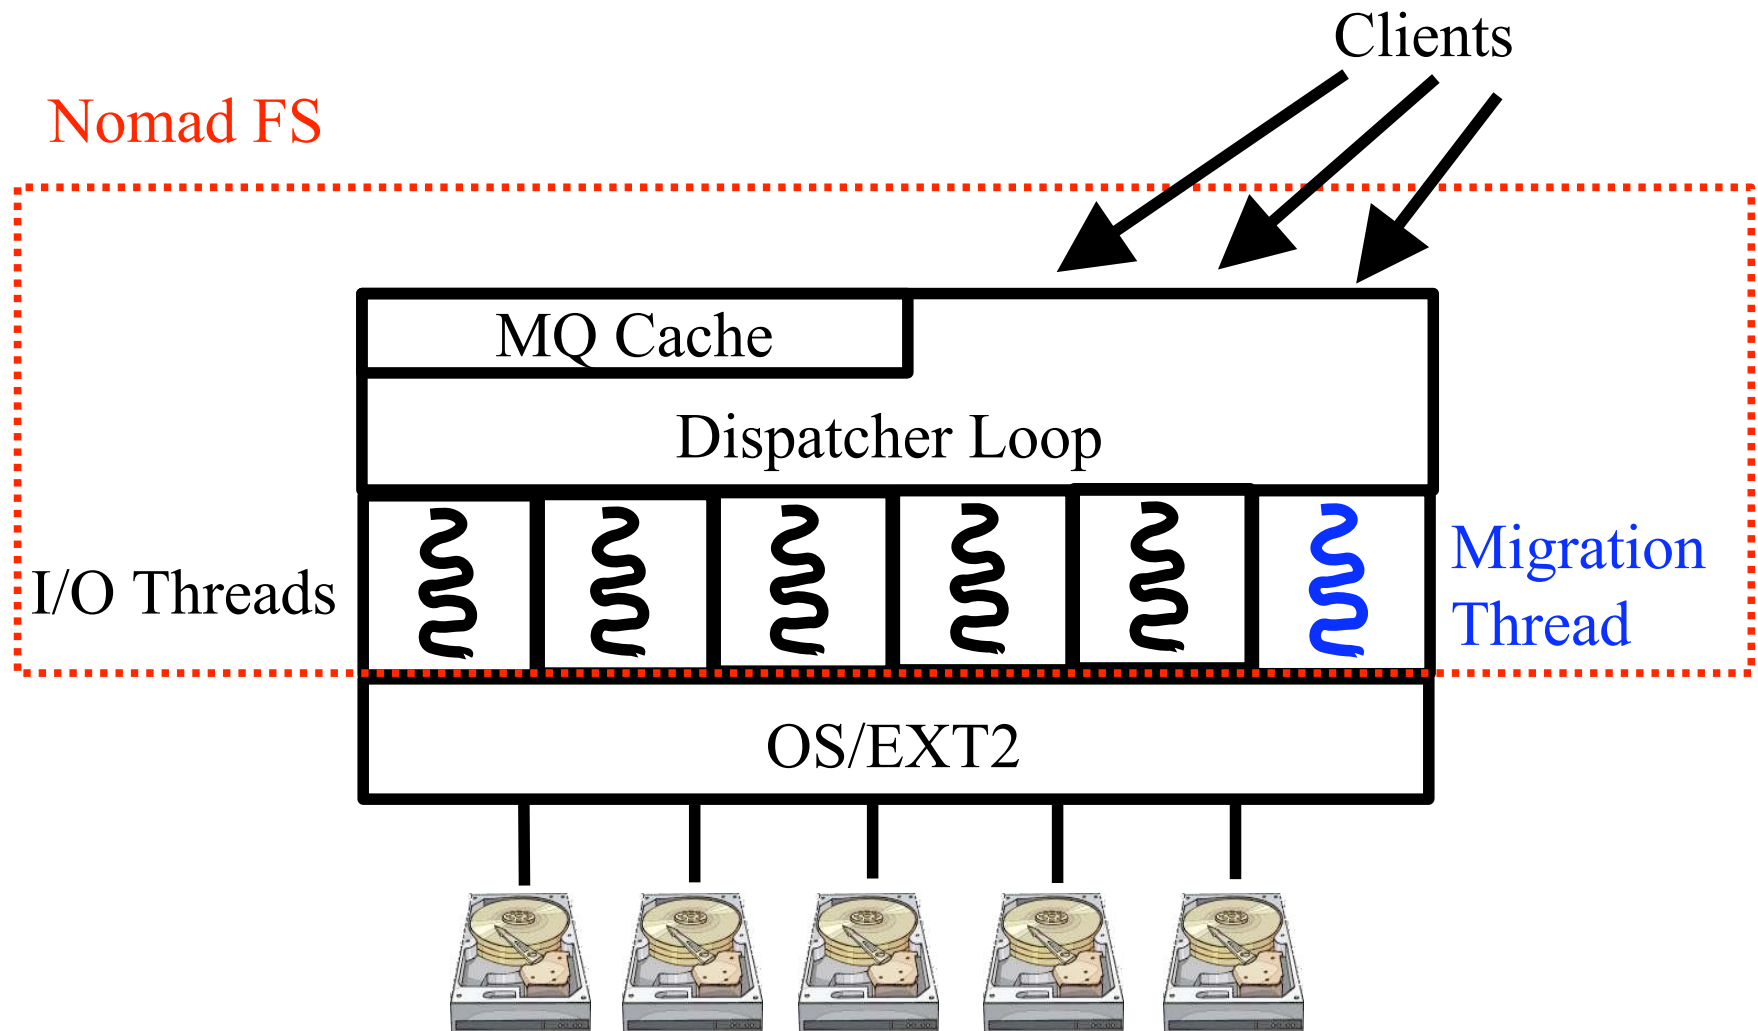 Clients
Nomad FS
MQ Cache
Dispatcher Loop
I/O Threads
Migration
Thread
OS/EXT2